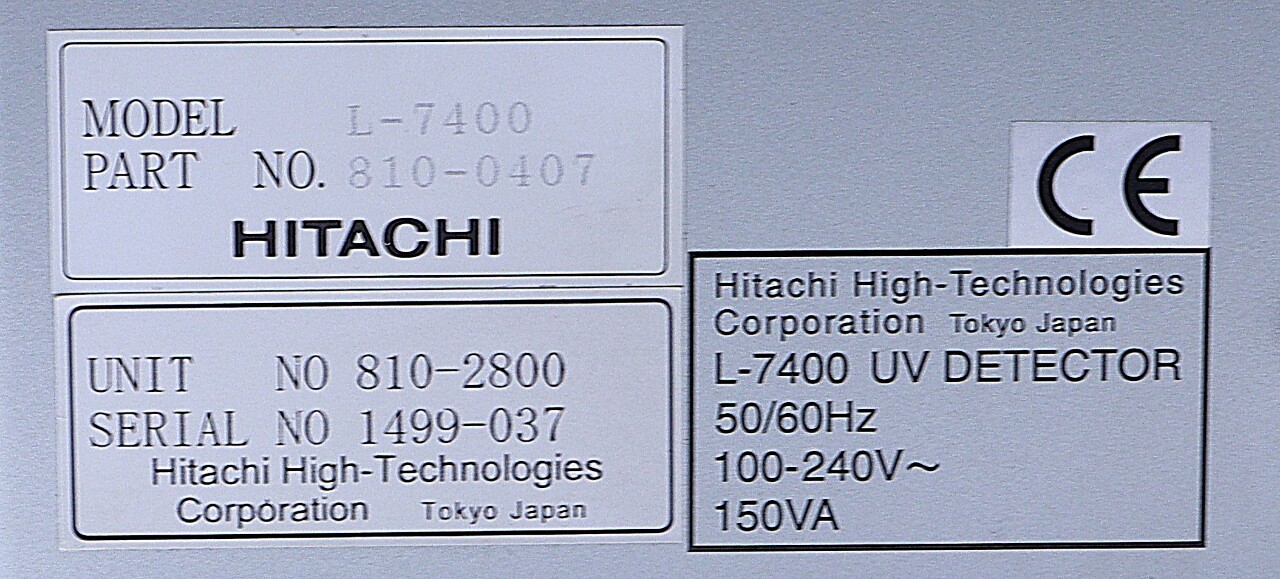 MODEL L-7400
PART NO. 810-0407
HITACHI
UNIT NO 810-2800
SERIAL NO 1499-037
Hitachi High-Technologies
Corporation Tokyo Japan
CE
Hitachi High-Technologies
Corporation Tokyo Japan
L-7400 UV DETECTOR
50/60Hz
100-240V~
150VA